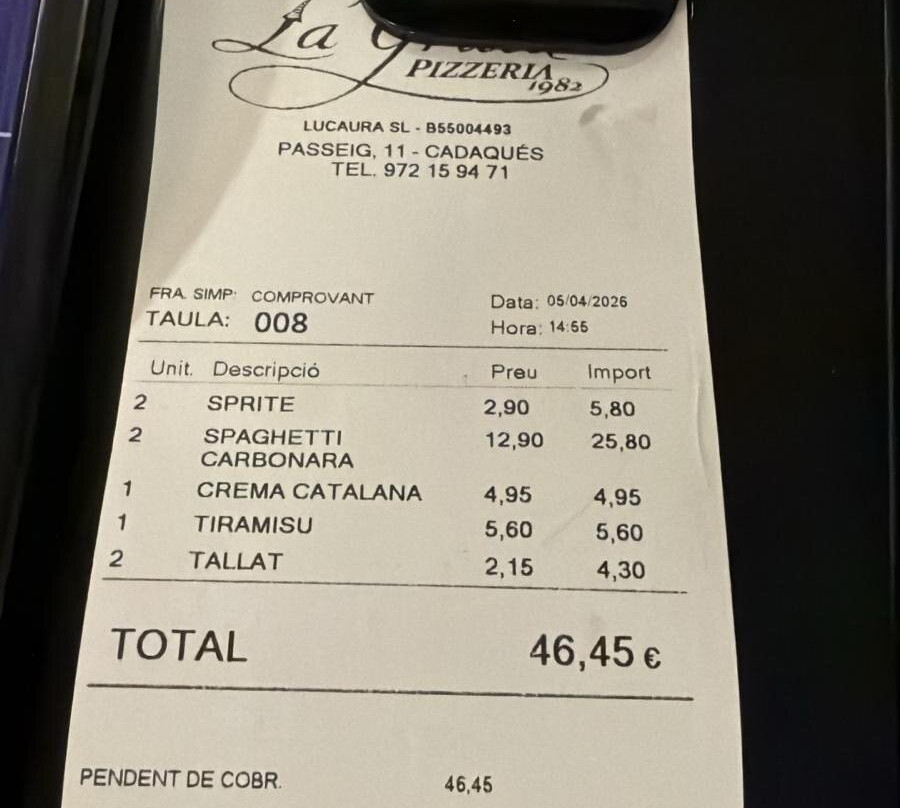 La
PIZZERIA
1982
LUCAURA SL - B55004493
PASSEIG, 11 - CADAQUÉS
TEL. 972 15 94 71
FRA. SIMP: COMPROVANT Data: 05/04/2026
TAULA: 008 Hora: 14:55
Unit. Descripció Preu Import
2 SPRITE 2,90 5,80
2 SPAGHETTI 12,90 25,80
CARBONARA
1 CREMA CATALANA 4,95 4,95
1 TIRAMISU 5,60 5,60
2 TALLAT 2,15 4,30
TOTAL 46,45 €
PENDENT DE COBR. 46,45